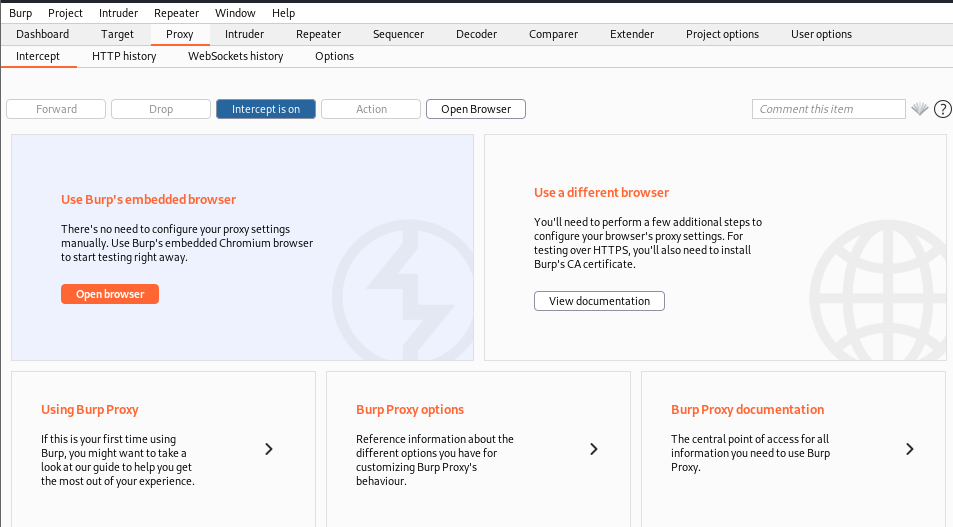 Burp Project Intruder Repeater Window Help
Dashboard Target Proxy Intruder Repeater Sequencer Decoder Comparer Extender Project options User options
Intercept HTTP history WebSockets history Options
Forward Drop Intercept is on Action Open Browser Comment this item ?
Use Burp's embedded browser
There's no need to configure your proxy settings
manually. Use Burp's embedded Chromium browser
to start testing right away.
Open browser
Use a different browser
You'll need to perform a few additional steps to
configure your browser's proxy settings. For
testing over HTTPS, you'll also need to install
Burp's CA certificate.
View documentation
Using Burp Proxy
If this is your first time using
Burp, you might want to take a
look at our guide to help you get
the most out of your experience.
Burp Proxy options
Reference information about the
different options you have for
customizing Burp Proxy's
behaviour.
Burp Proxy documentation
The central point of access for all
information you need to use Burp
Proxy.